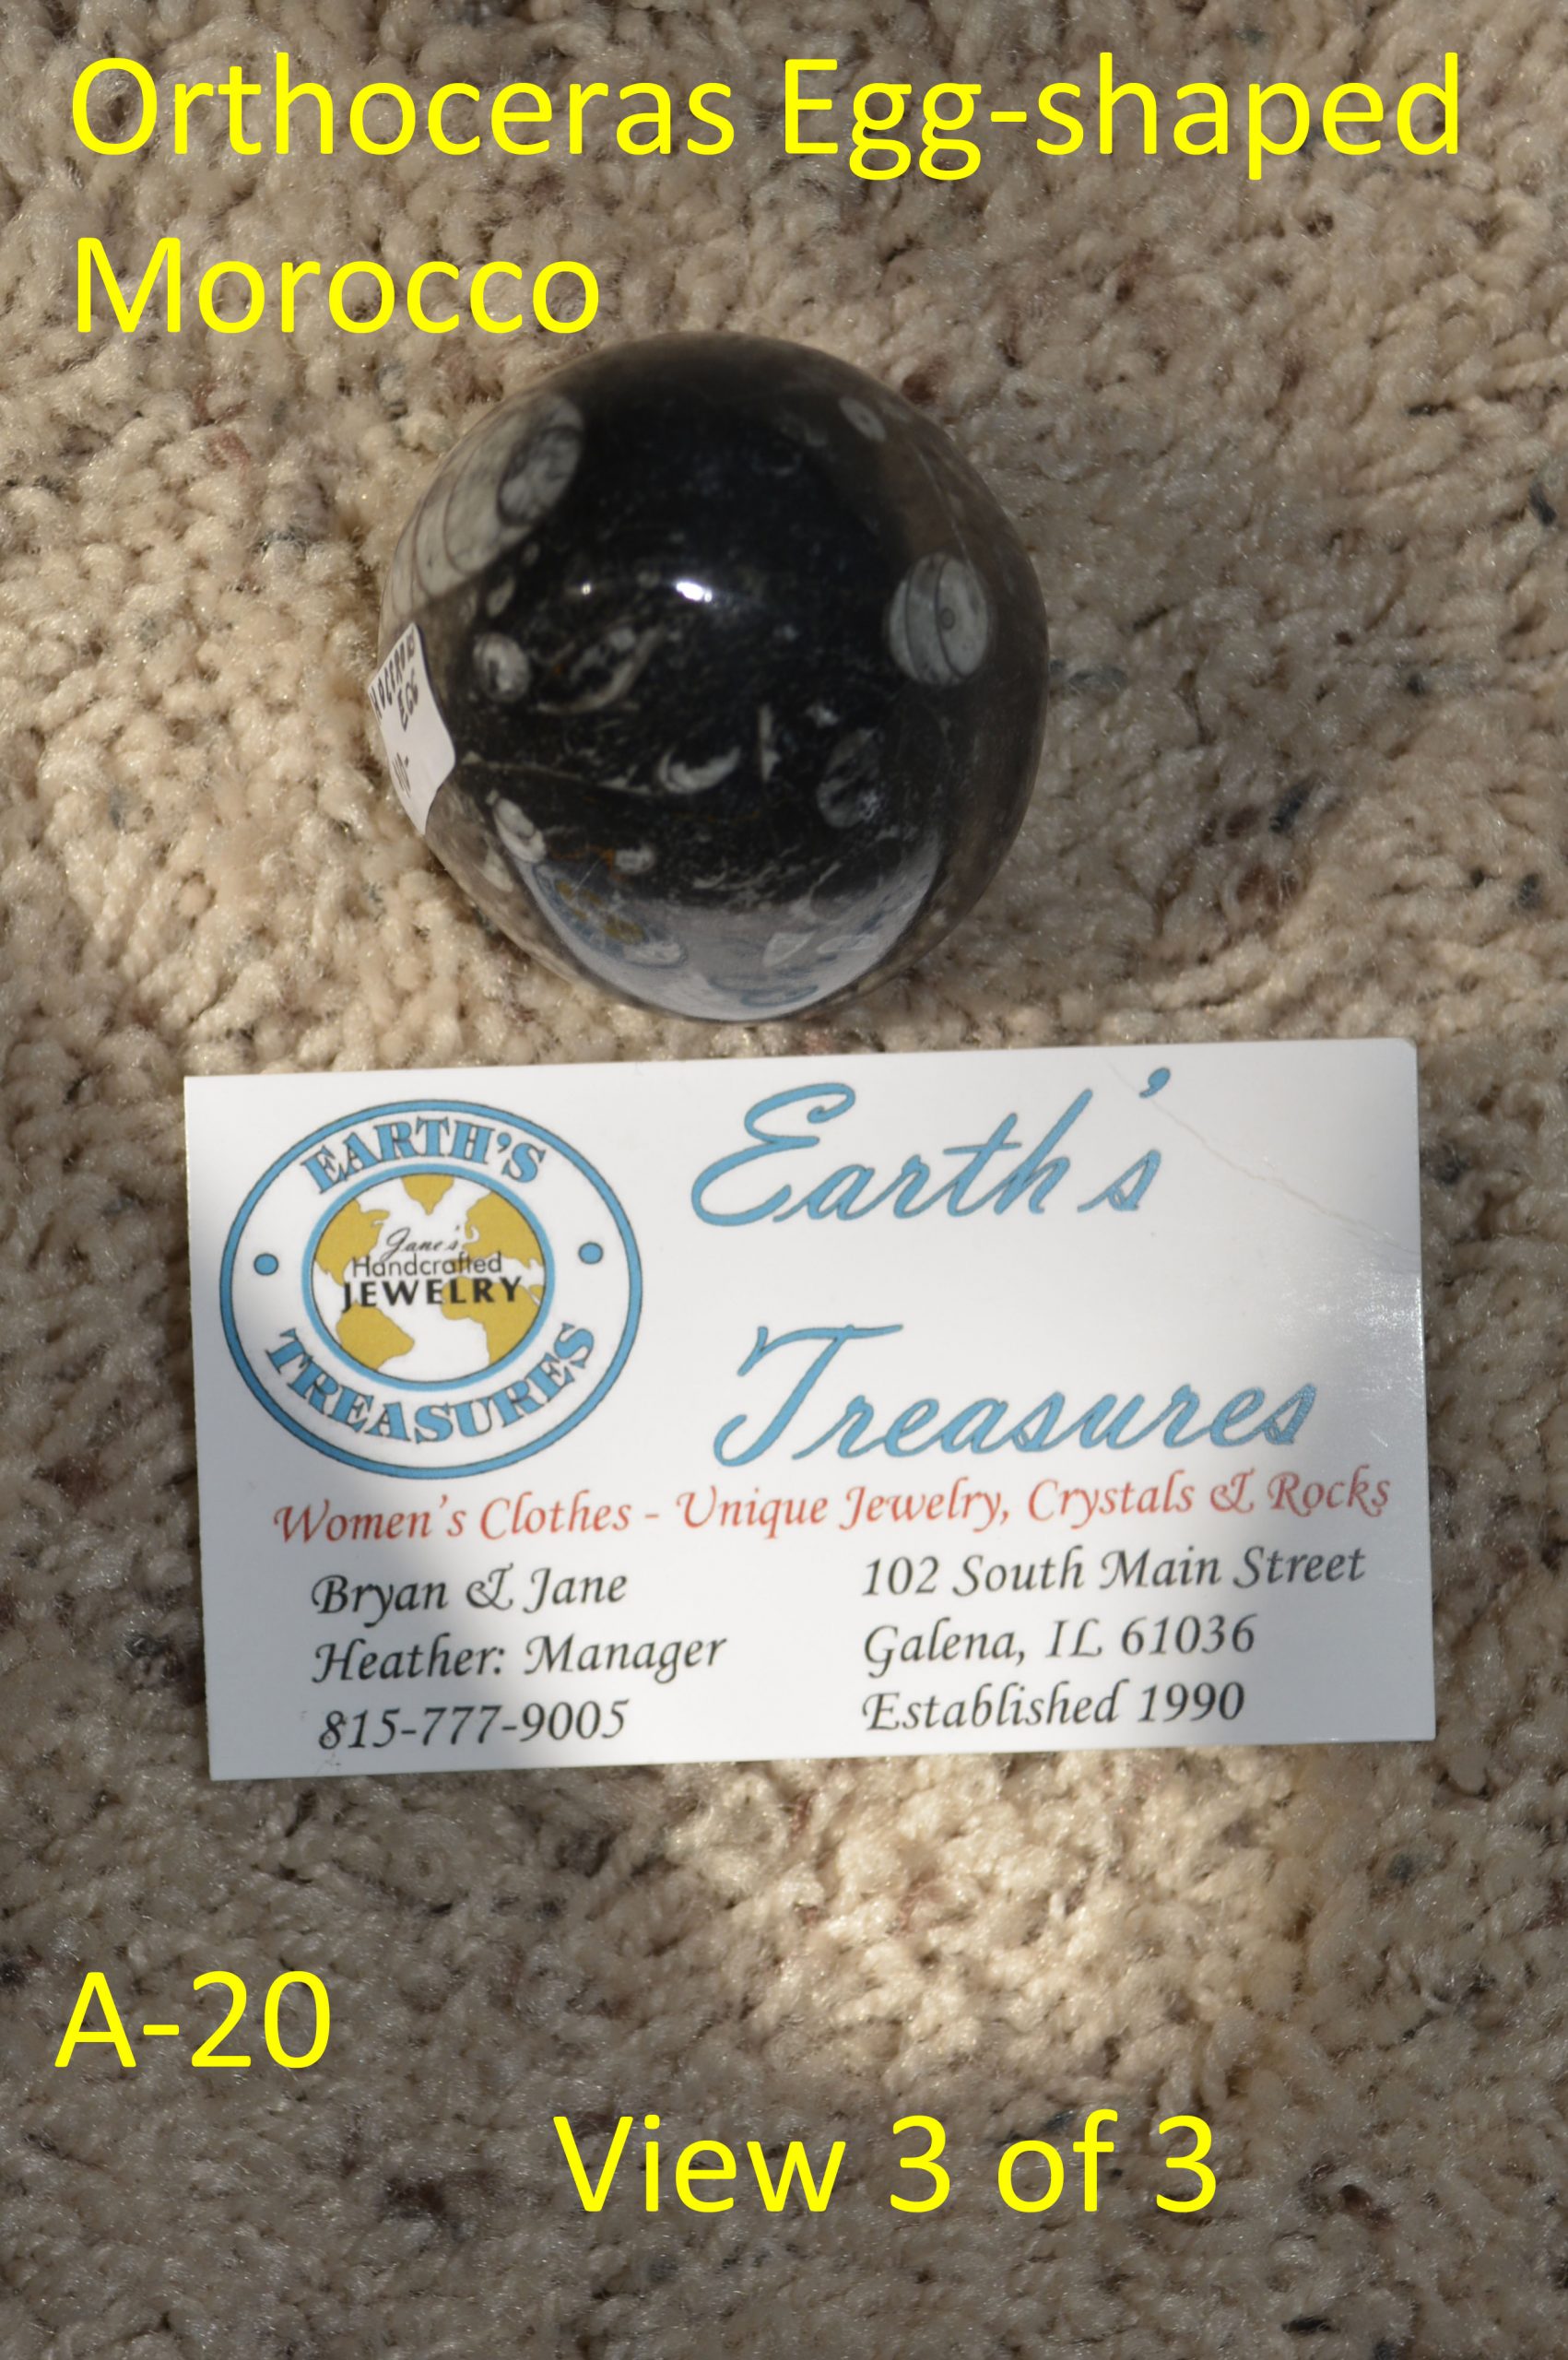 Orthoceras Egg-shaped
Morocco
EGG
EARTH'S
Jane's
Handcrafted
JEWELRY
TREASURES
Earth's
Treasures
Women's Clothes - Unique Jewelry, Crystals & Rocks
Bryan & Jane
Heather: Manager
815-777-9005
102 South Main Street
Galena, IL 61036
Established 1990
A-20
View 3 of 3